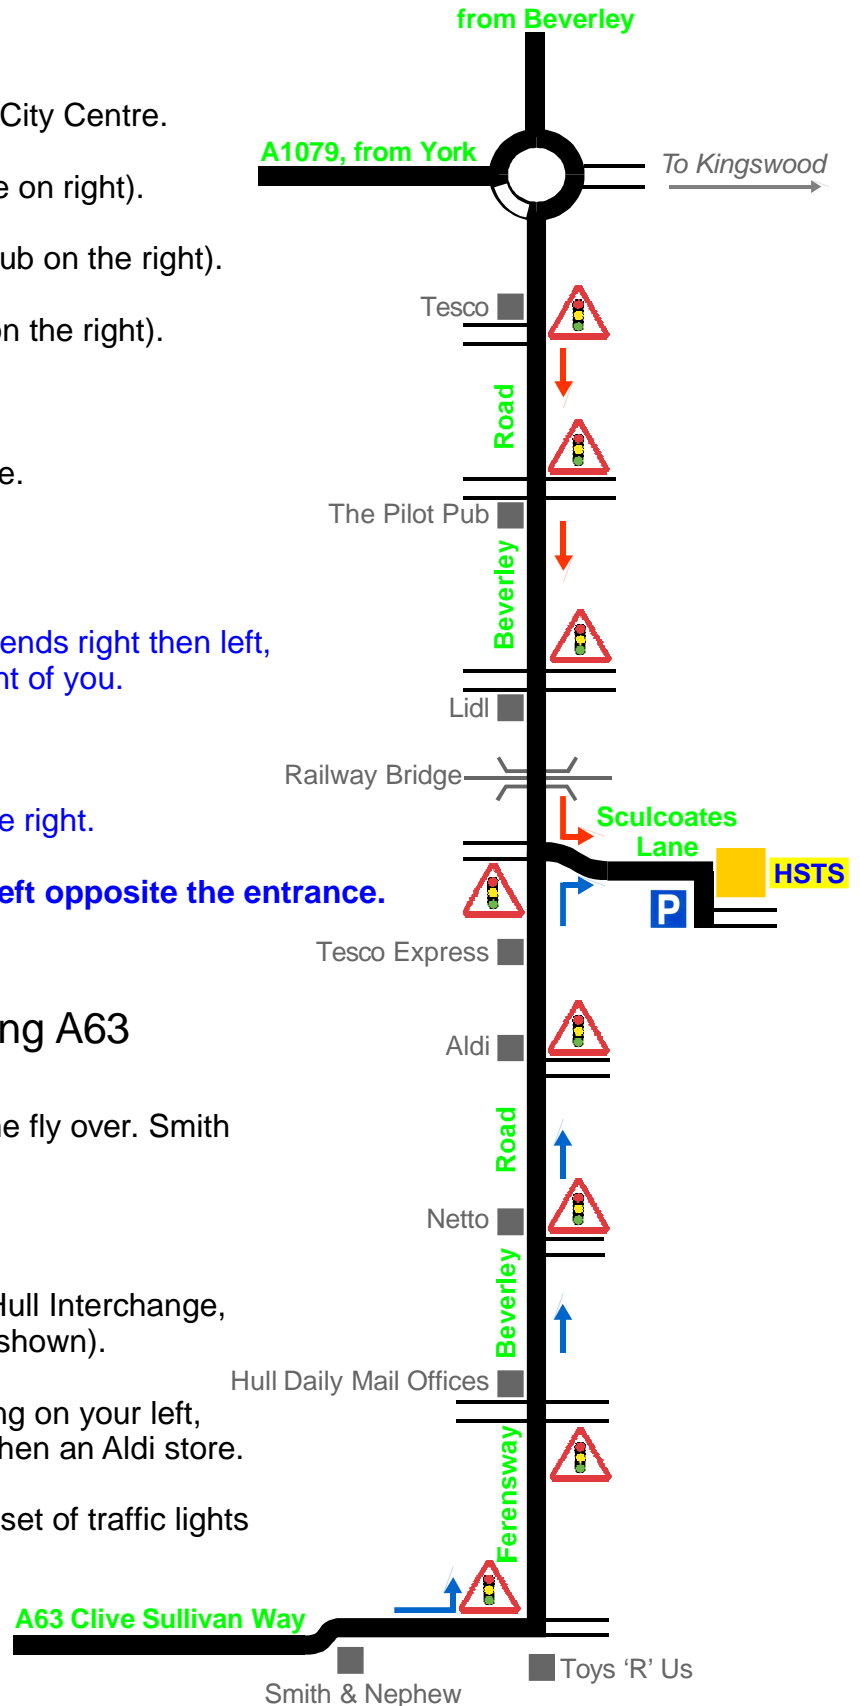 from Beverley
City Centre.
A1079, from York
To Kingswood
e on right).
ub on the right).
Tesco
n the right).
Road
e.
The Pilot Pub
Beverley
ends right then left,
nt of you.
Lidl
Railway Bridge
e right.
Sculcoates
Lane
HSTS
eft opposite the entrance.
P
Tesco Express
ng A63
Aldi
ne fly over. Smith
Road
Netto
Beverley
Hull Interchange,
shown).
Hull Daily Mail Offices
ng on your left,
hen an Aldi store.
Ferensway
set of traffic lights
A63 Clive Sullivan Way
Toys ‘R’ Us
Smith & Nephew